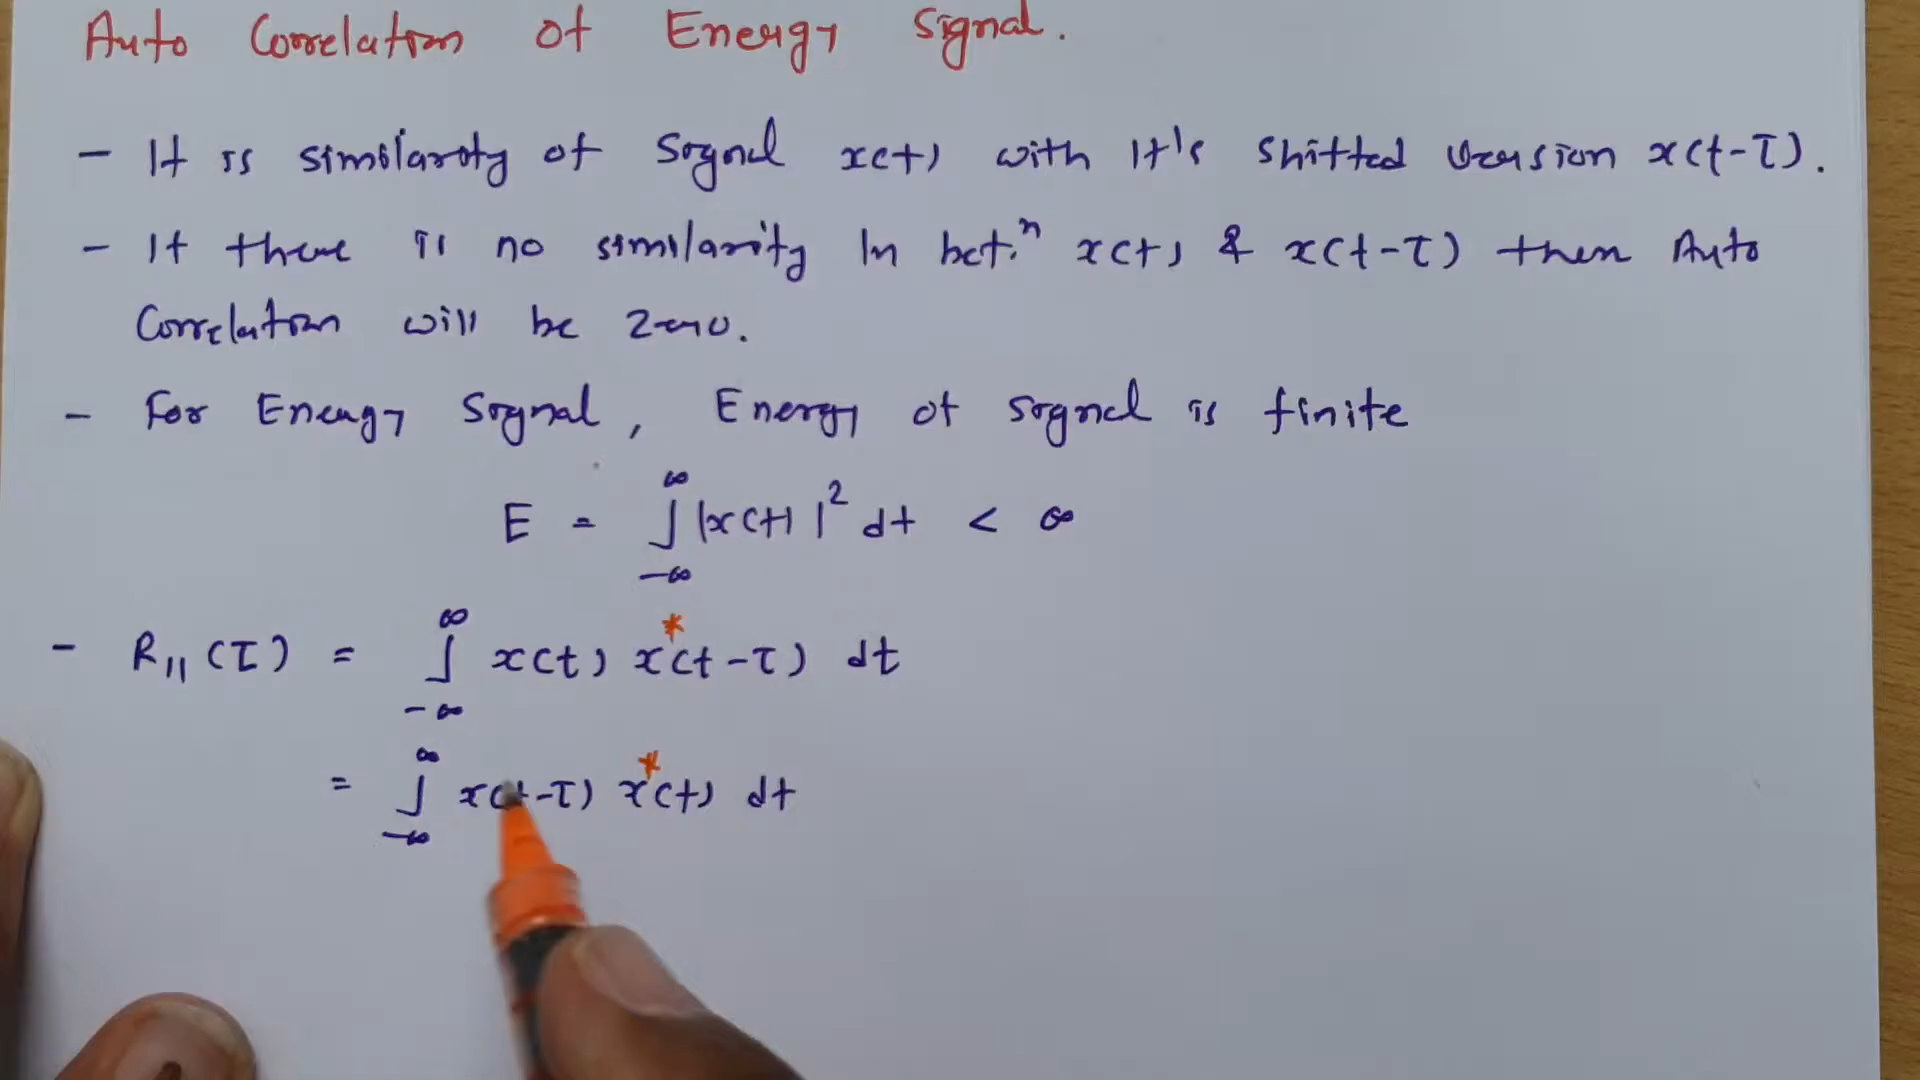 Auto Correlation of Energy Signal.
- It is similarity of signal x(t) with it's shifted version x(t-τ).
- If there is no similarity in betⁿ x(t) & x(t-τ) then Auto
Correlation will be zero.
- For Energy Signal, Energy of signal is finite
E = ∫_{-∞}^{∞} |x(t)|² dt < ∞
- R₁₁(τ) = ∫_{-∞}^{∞} x(t) x*(t-τ) dt
= ∫_{-∞}^{∞} x(t-τ) x*(t) dt